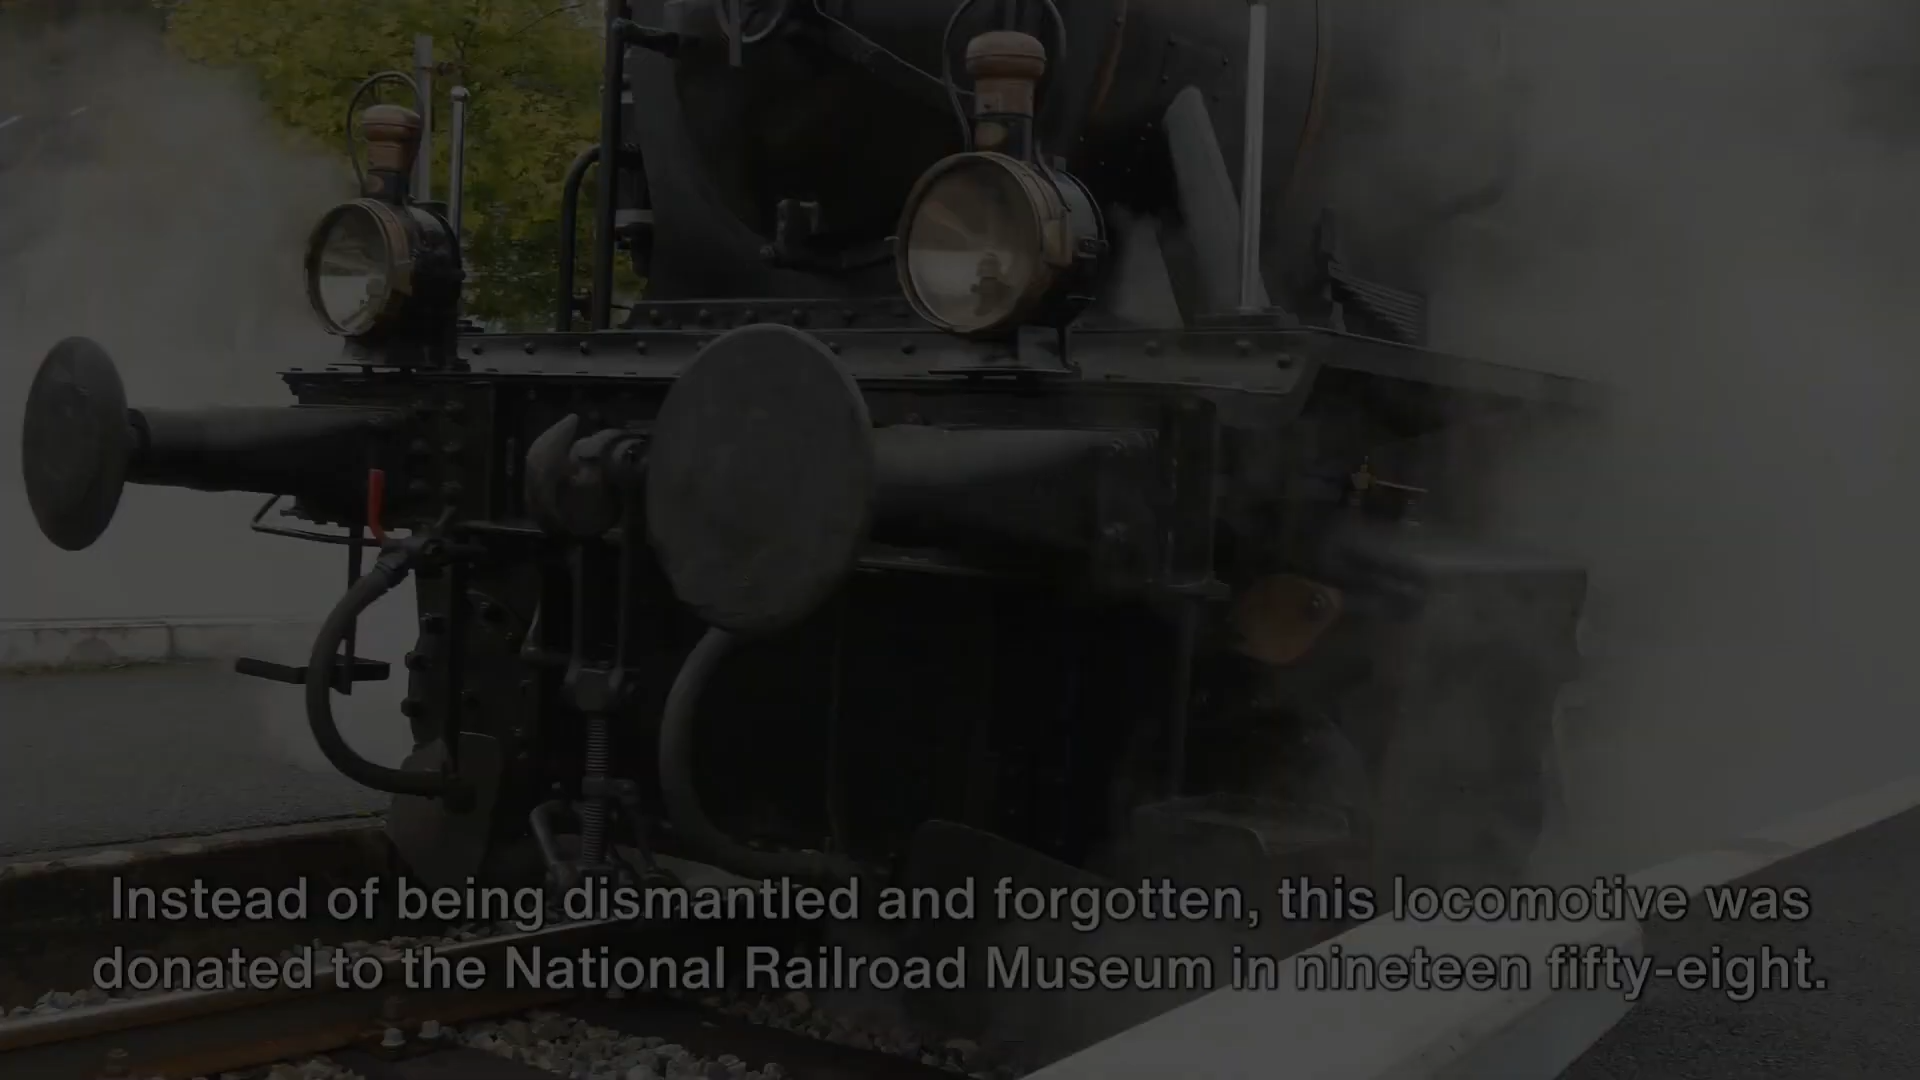 Instead of being dismantled and forgotten, this locomotive was
donated to the National Railroad Museum in nineteen fifty-eight.